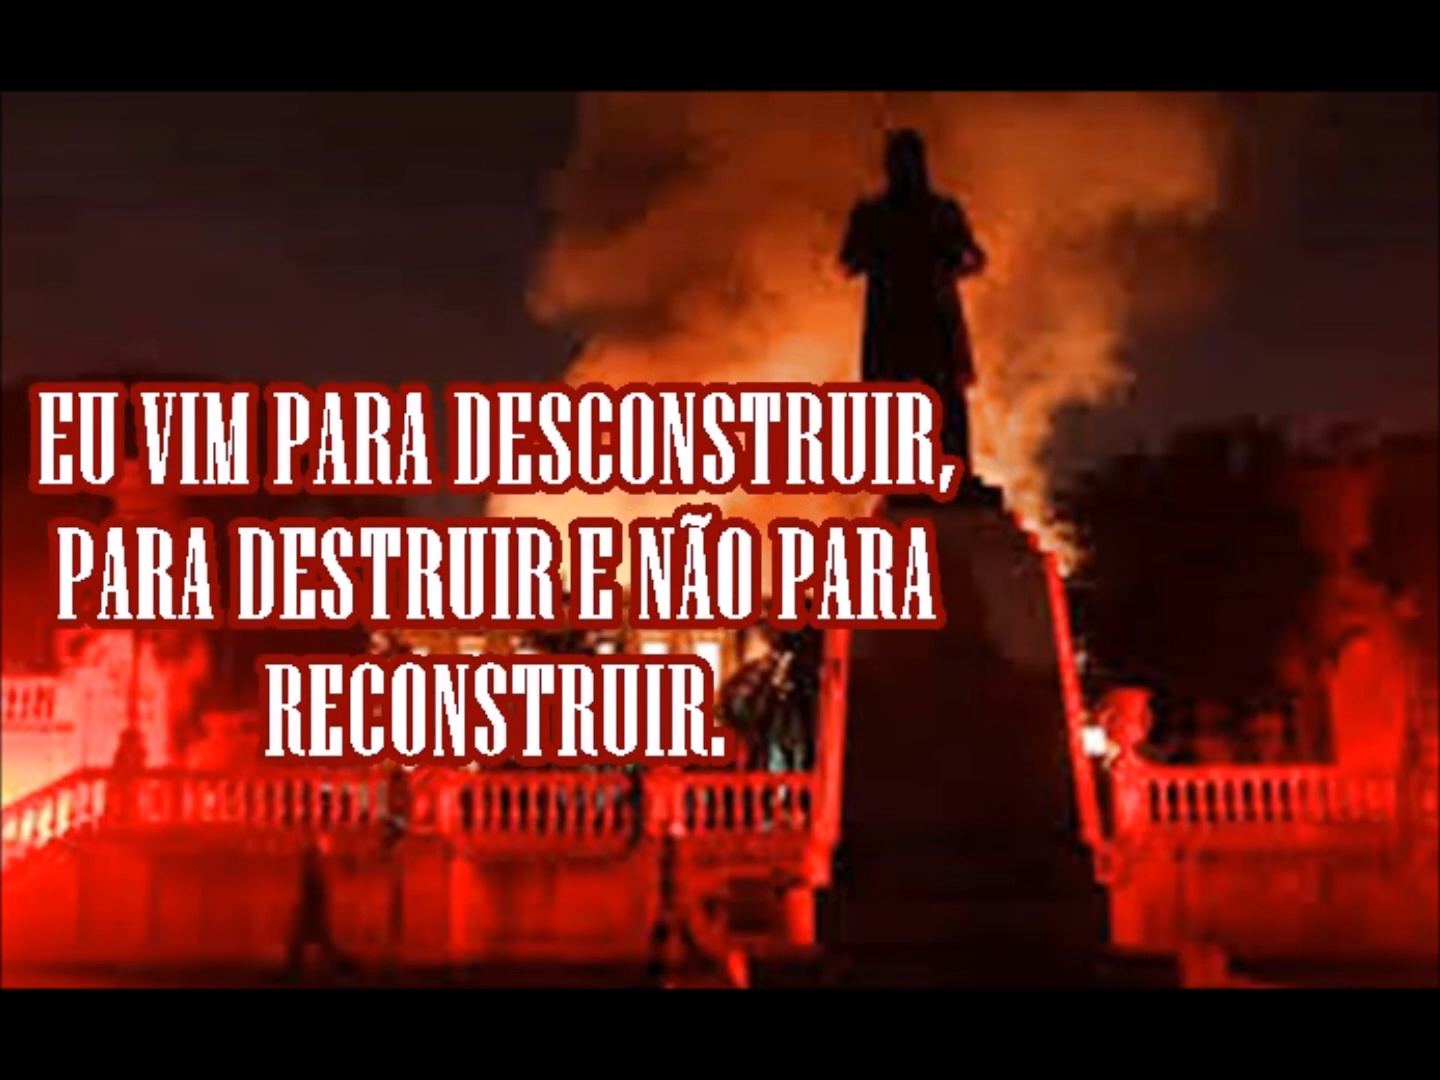 EU VIM PARA DESCONSTRUIR,
PARA DESTRUIR E NÃO PARA
RECONSTRUIR.